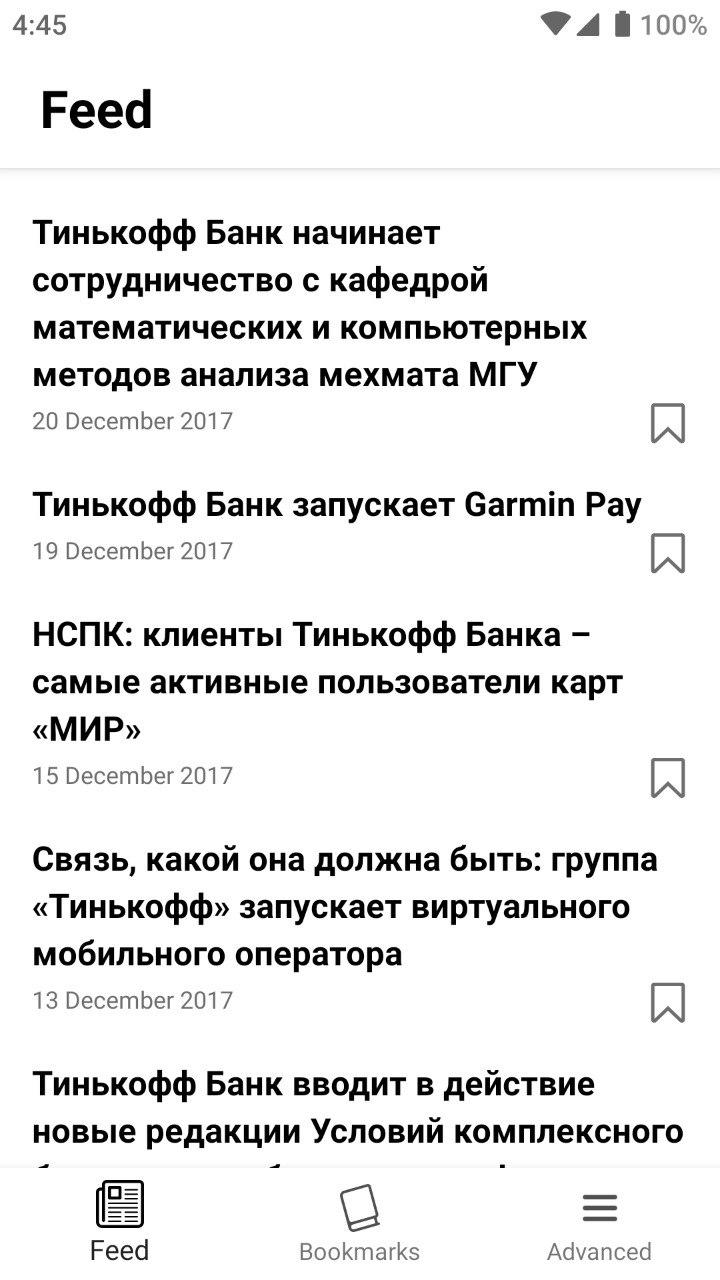 4:45
100%
Feed
Тинькофф Банк начинает
сотрудничество с кафедрой
математических и компьютерных
методов анализа мехмата МГУ
20 December 2017
Тинькофф Банк запускает Garmin Pay
19 December 2017
НСПК: клиенты Тинькофф Банка –
самые активные пользователи карт
«МИР»
15 December 2017
Связь, какой она должна быть: группа
«Тинькофф» запускает виртуального
мобильного оператора
13 December 2017
Тинькофф Банк вводит в действие
новые редакции Условий комплексного
Feed
Bookmarks
Advanced